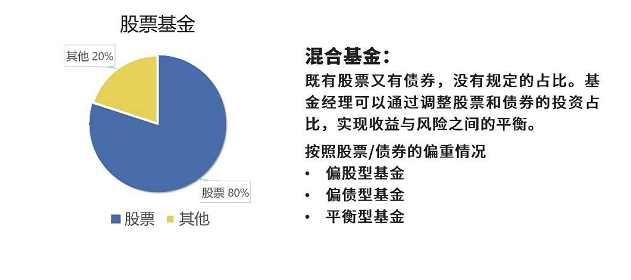 股票基金
其他 20%
股票 80%
股票 其他
混合基金：
既有股票又有债券，没有规定的占比。基
金经理可以通过调整股票和债券的投资占
比，实现收益与风险之间的平衡。
按照股票/债券的偏重情况
• 偏股型基金
• 偏债型基金
• 平衡型基金